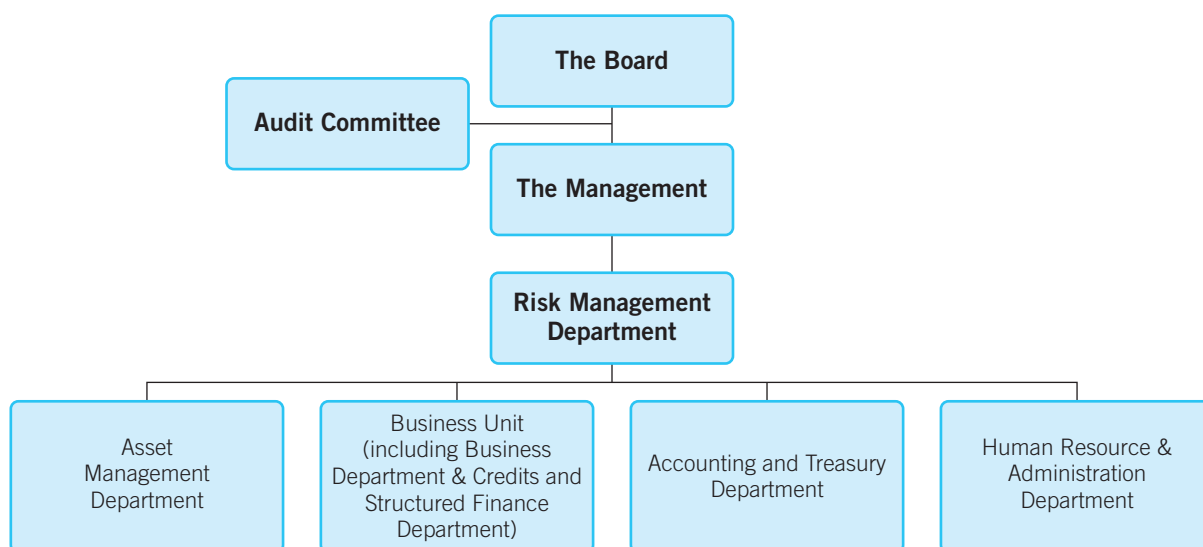 The Board
Audit Committee
The Management
Risk Management
Department
Asset
Management
Department
Business Unit
(including Business
Department & Credits and
Structured Finance
Department)
Accounting and Treasury
Department
Human Resource &
Administration
Department